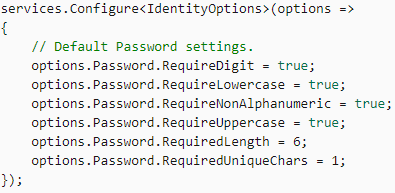 services.Configure<IdentityOptions>(options =>
{
    // Default Password settings.
    options.Password.RequireDigit = true;
    options.Password.RequireLowercase = true;
    options.Password.RequireNonAlphanumeric = true;
    options.Password.RequireUppercase = true;
    options.Password.RequiredLength = 6;
    options.Password.RequiredUniqueChars = 1;
});